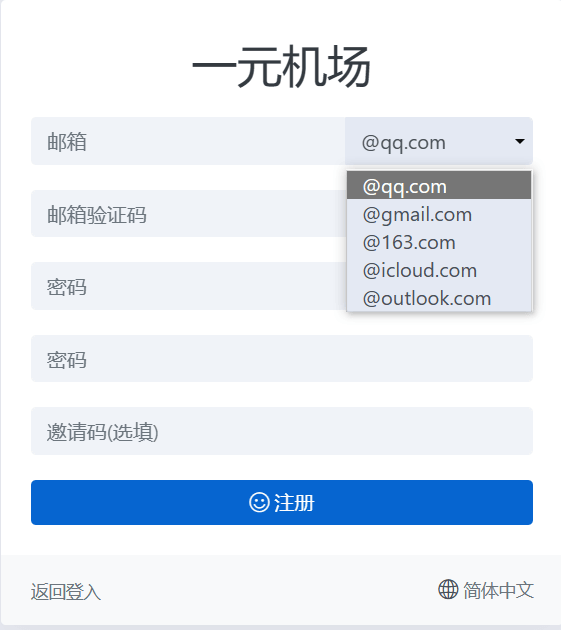 一元机场
邮箱
@qq.com
@qq.com
@gmail.com
@163.com
@icloud.com
@outlook.com
邮箱验证码
密码
密码
邀请码(选填)
注册
返回登入
简体中文